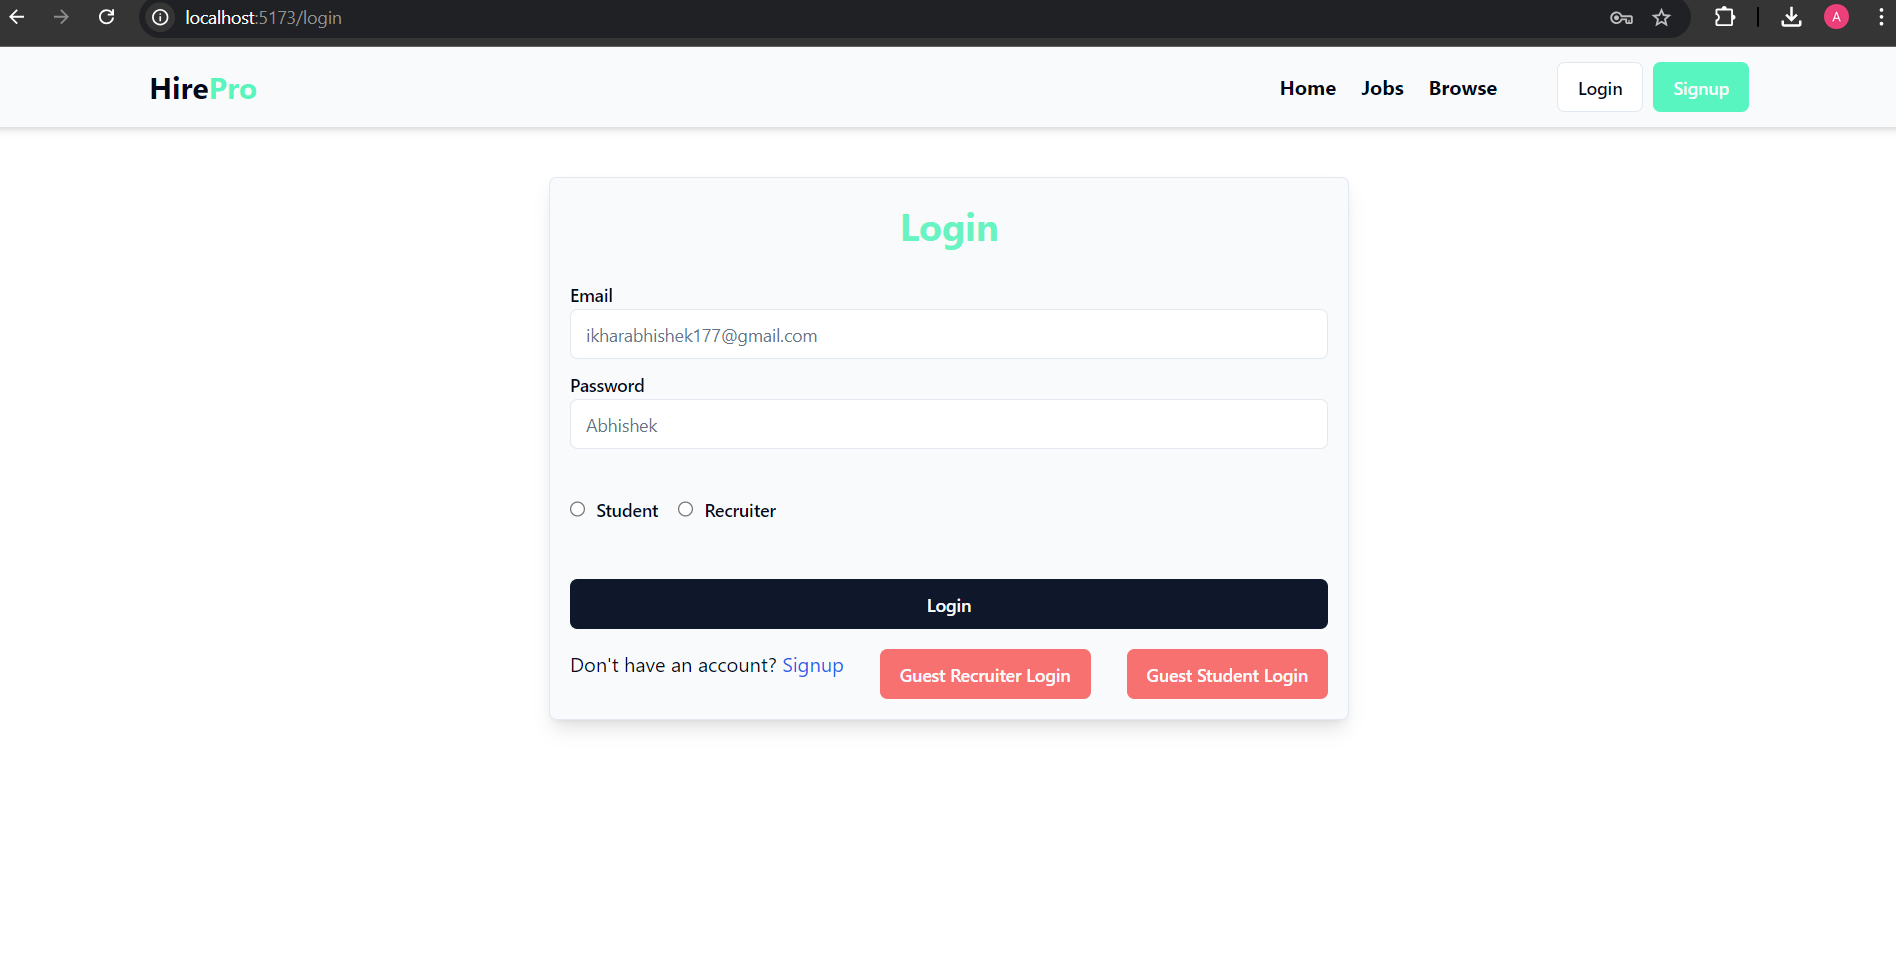 localhost:5173/login
A
HirePro
Home Jobs Browse Login Signup
Login
Email
ikharabhishek177@gmail.com
Password
Abhishek
Student Recruiter
Login
Don't have an account? Signup Guest Recruiter Login Guest Student Login